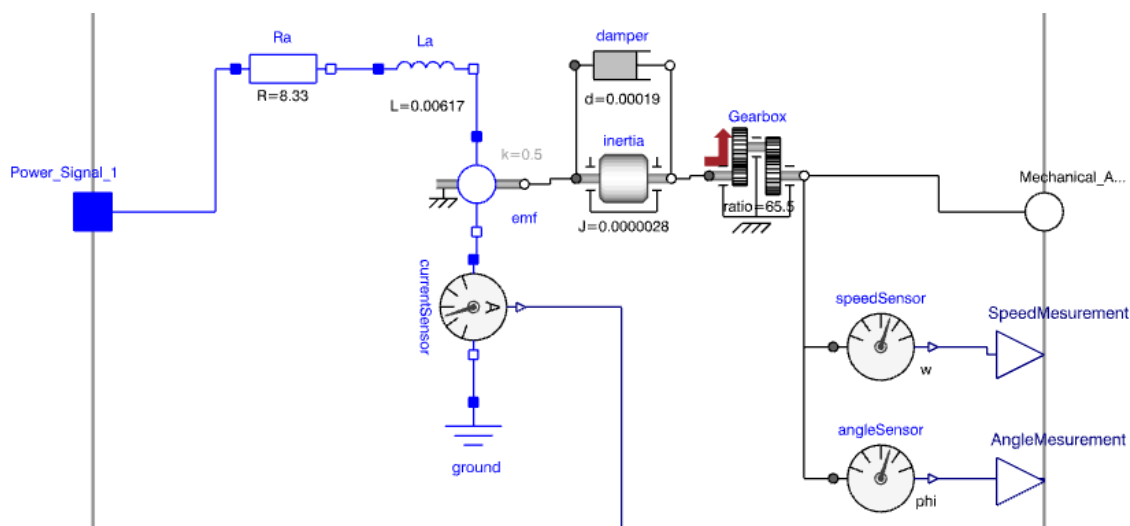 Ra
La
damper
R=8.33
L=0.00617
d=0.00019
Gearbox
inertia
k=0.5
Power_Signal_1
Mechanical_A...
emf
ratio=65.5
J=0.0000028
currentSensor
A
speedSensor
SpeedMesurement
w
angleSensor
AngleMesurement
ground
phi